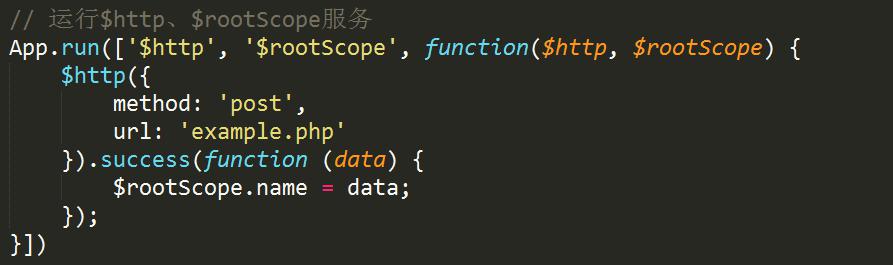 // 运行$http、$rootScope服务
App.run(['$http', '$rootScope', function($http, $rootScope) {
    $http({
        method: 'post',
        url: 'example.php'
    }).success(function (data) {
        $rootScope.name = data;
    });
}])